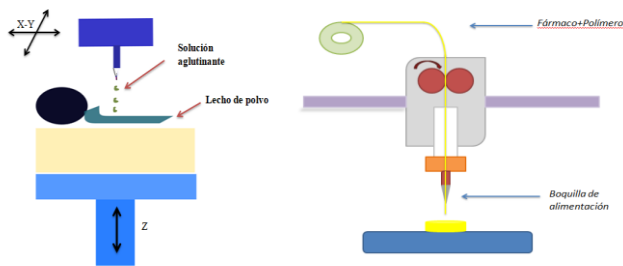 X-Y
Solución
aglutinante
Lecho de polvo
Z
Fármaco+Polímero
Boquilla de
alimentación